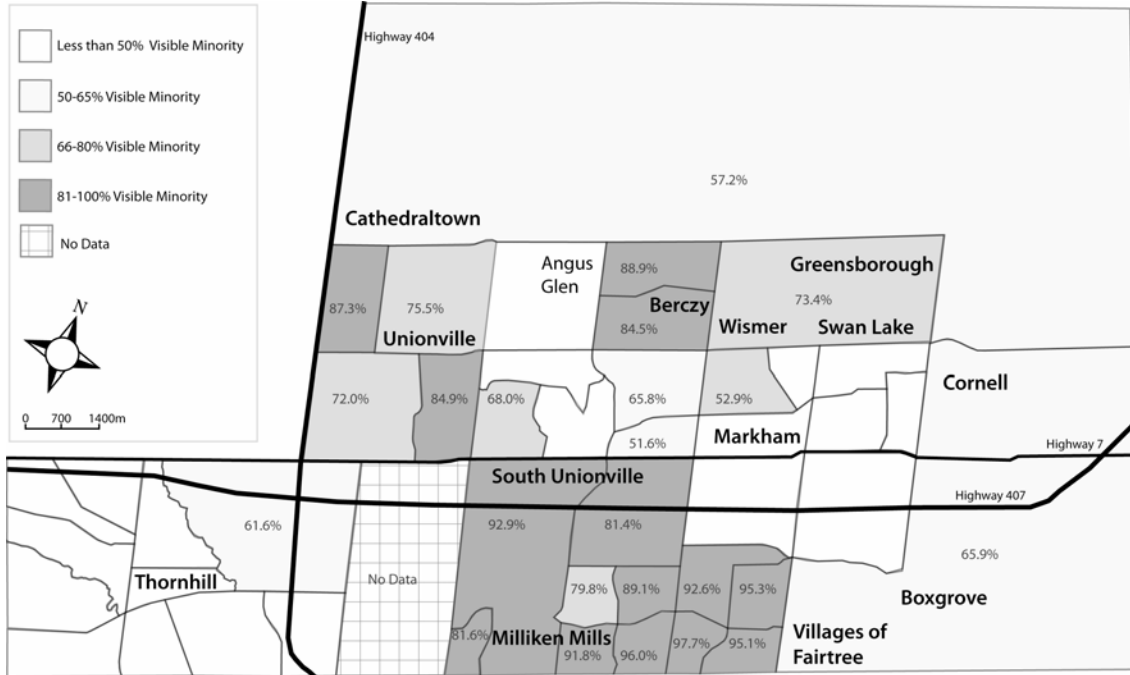 Less than 50% Visible Minority
50-65% Visible Minority
66-80% Visible Minority
81-100% Visible Minority
No Data
N
0 700 1400m
Highway 404
57.2%
Cathedraltown
Angus
Glen
88.9%
Greensborough
87.3%
75.5%
Berczy
73.4%
Unionville
84.5%
Wismer
Swan Lake
Cornell
72.0%
84.9%
68.0%
65.8%
52.9%
51.6%
Markham
Highway 7
South Unionville
Highway 407
61.6%
92.9%
81.4%
65.9%
Thornhill
No Data
79.8%
89.1%
92.6%
95.3%
Boxgrove
81.6%
Milliken Mills
91.8%
96.0%
97.7%
95.1%
Villages of
Fairtree